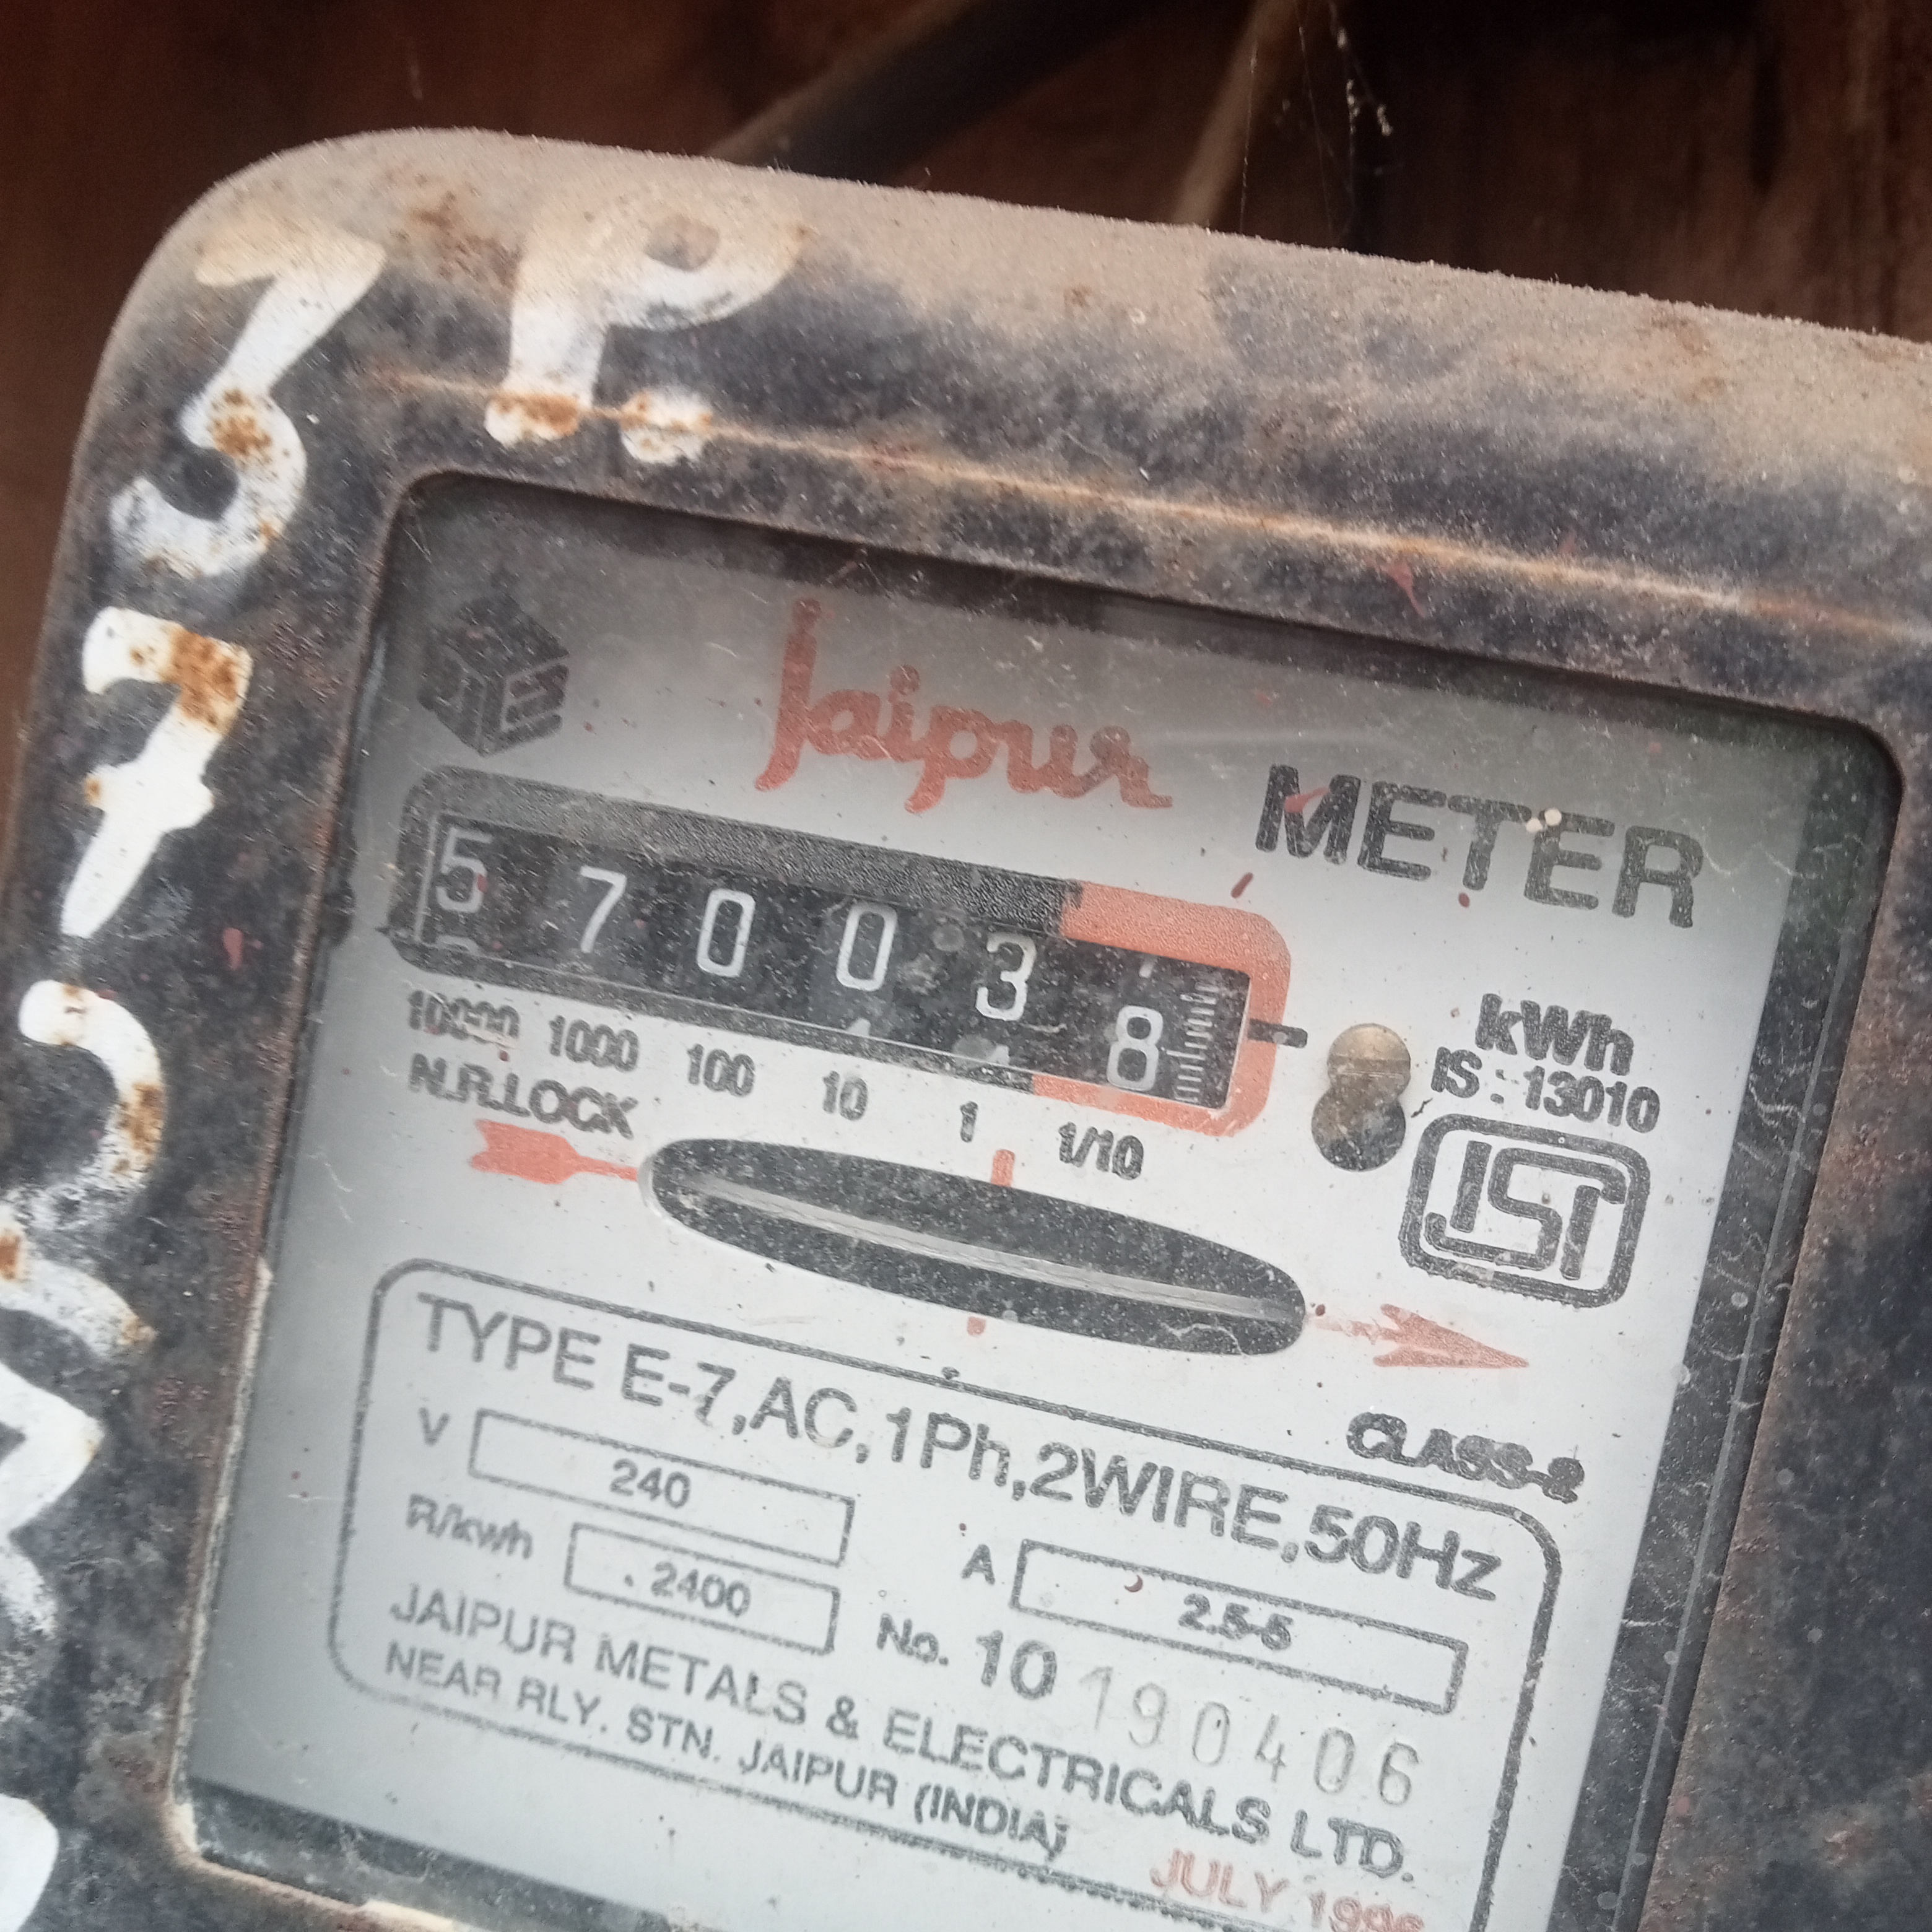 P.
Jaipur METER
5 7 0 0 3 8
10000 1000 100 10 1 1/10
kWh
IS : 13010
N.R.LOCK
ISI
CLASS-2
TYPE E-7,AC,1Ph,2WIRE,50Hz
V 240
A 2.5-5
R/kwh . 2400
No. 10 190406
JAIPUR METALS & ELECTRICALS LTD.
NEAR RLY. STN. JAIPUR (INDIA)
JULY